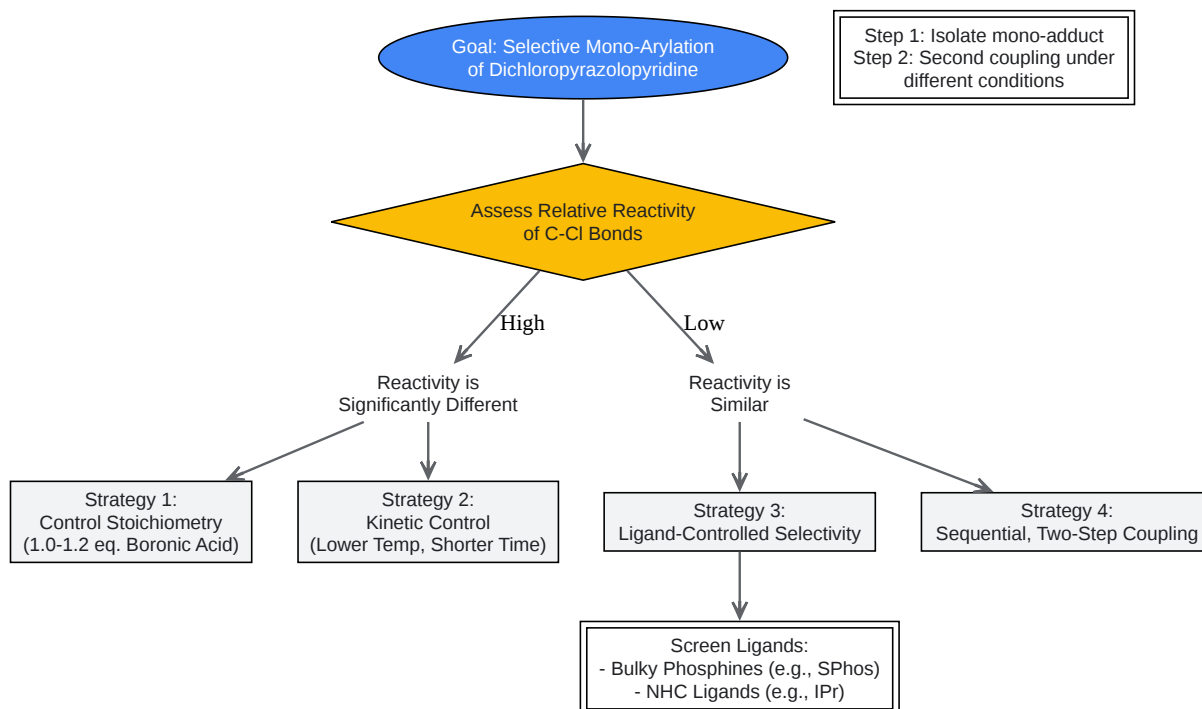 Goal: Selective Mono-Arylation
of Dichloropyrazolopyridine
Step 1: Isolate mono-adduct
Step 2: Second coupling under
different conditions
Assess Relative Reactivity
of C-Cl Bonds
High
Low
Reactivity is
Significantly Different
Reactivity is
Similar
Strategy 1:
Control Stoichiometry
(1.0-1.2 eq. Boronic Acid)
Strategy 2:
Kinetic Control
(Lower Temp, Shorter Time)
Strategy 3:
Ligand-Controlled Selectivity
Strategy 4:
Sequential, Two-Step Coupling
Screen Ligands:
- Bulky Phosphines (e.g., SPhos)
- NHC Ligands (e.g., IPr)